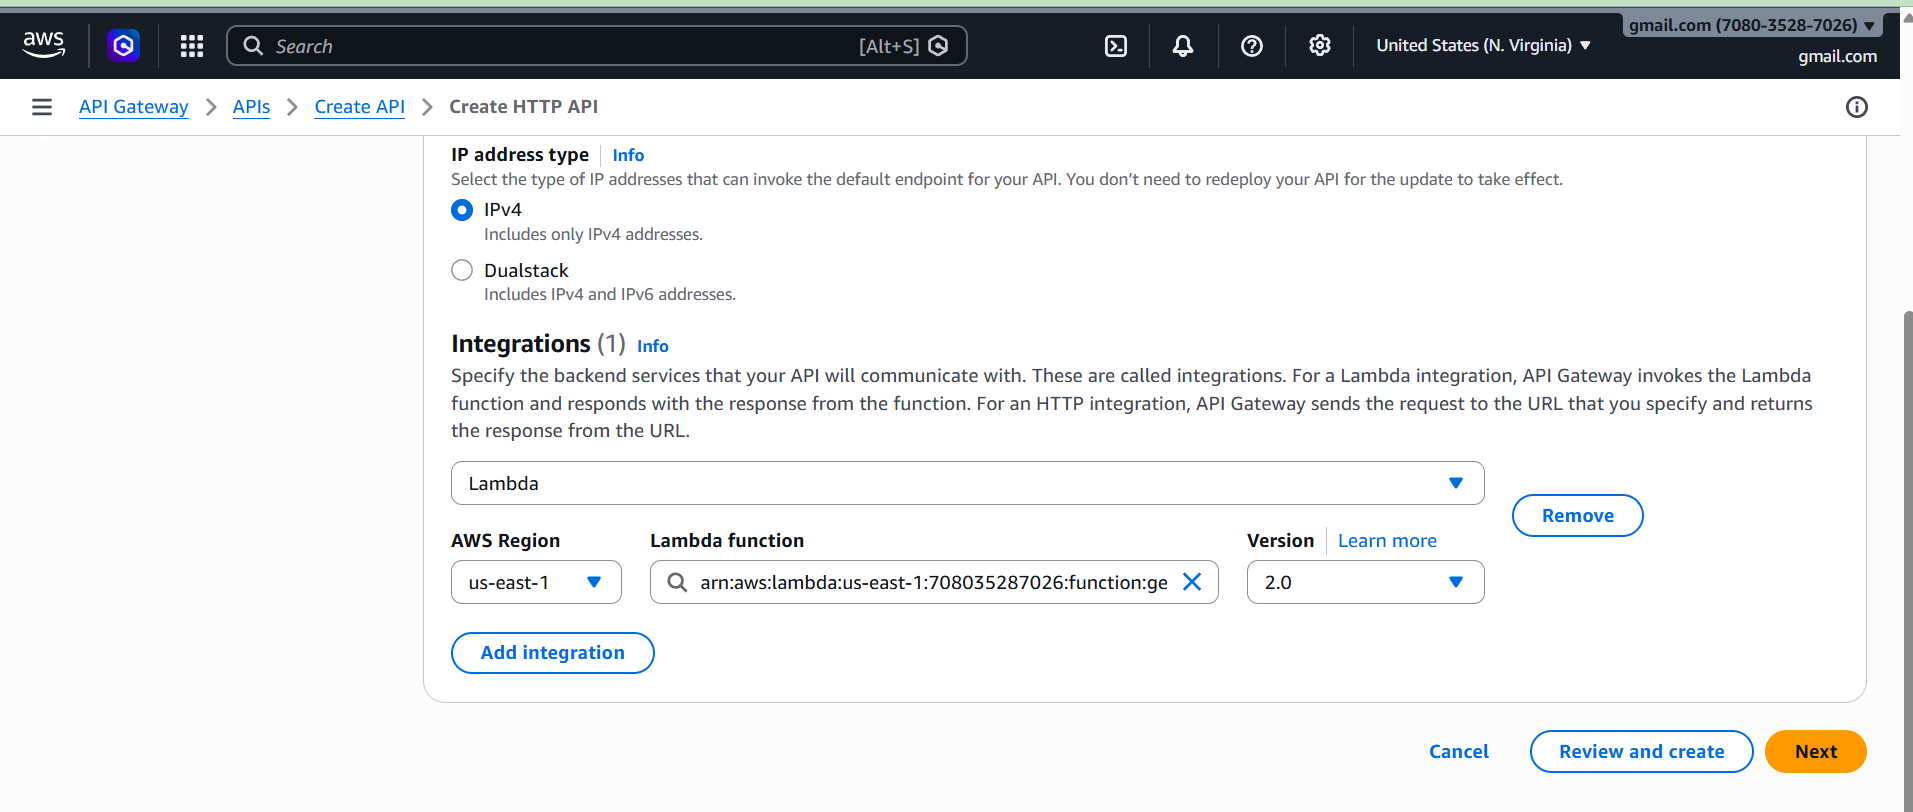 aws
Search [Alt+S]
United States (N. Virginia)
gmail.com (7080-3528-7026)
gmail.com
API Gateway APIs Create API Create HTTP API
IP address type Info
Select the type of IP addresses that can invoke the default endpoint for your API. You don’t need to redeploy your API for the update to take effect.
IPv4
Includes only IPv4 addresses.
Dualstack
Includes IPv4 and IPv6 addresses.
Integrations (1) Info
Specify the backend services that your API will communicate with. These are called integrations. For a Lambda integration, API Gateway invokes the Lambda
function and responds with the response from the function. For an HTTP integration, API Gateway sends the request to the URL that you specify and returns
the response from the URL.
Lambda
Remove
AWS Region Lambda function Version Learn more
us-east-1 arn:aws:lambda:us-east-1:708035287026:function:ge 2.0
Add integration
Cancel Review and create Next